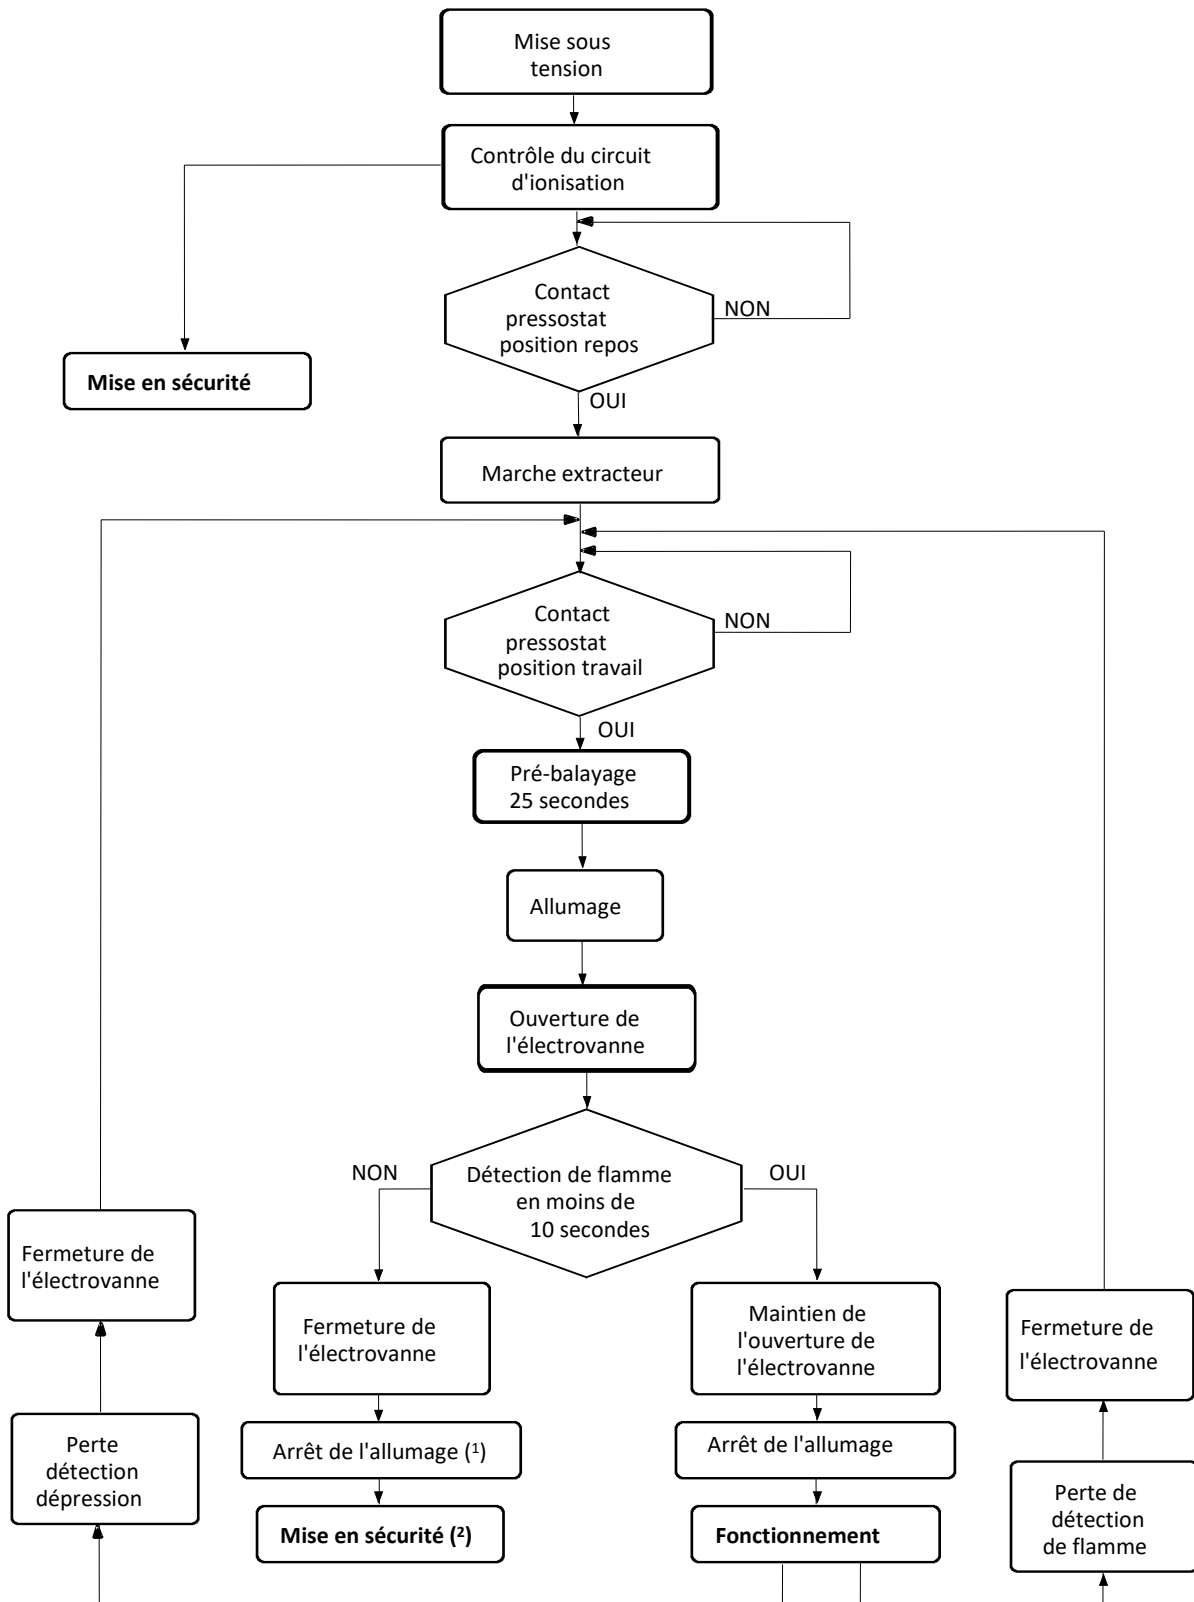 Mise sous
tension
Contrôle du circuit
d'ionisation
Contact
pressostat
position repos
NON
Mise en sécurité
OUI
Marche extracteur
Contact
pressostat
position travail
NON
OUI
Pré-balayage
25 secondes
Allumage
Ouverture de
l'électrovanne
NON
Détection de flamme
en moins de
10 secondes
OUI
Fermeture de
l'électrovanne
Fermeture de
l'électrovanne
Maintien de
l'ouverture de
l'électrovanne
Fermeture de
l'électrovanne
Perte
détection
dépression
Arrêt de l'allumage (¹)
Arrêt de l'allumage
Perte de
détection
de flamme
Mise en sécurité (²)
Fonctionnement